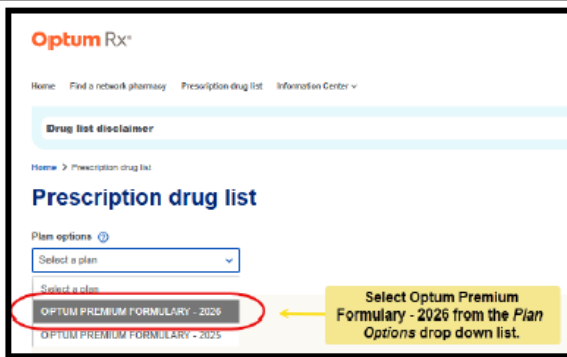 Optum Rx®
Home Find a network pharmacy Prescription drug list Information Center
Drug list disclaimer
Home > Prescription drug list
Prescription drug list
Plan options ?
Select a plan
Select a plan
OPTUM PREMIUM FORMULARY - 2026
OPTUM PREMIUM FORMULARY - 2025
Select Optum Premium
Formulary - 2026 from the Plan
Options drop down list.